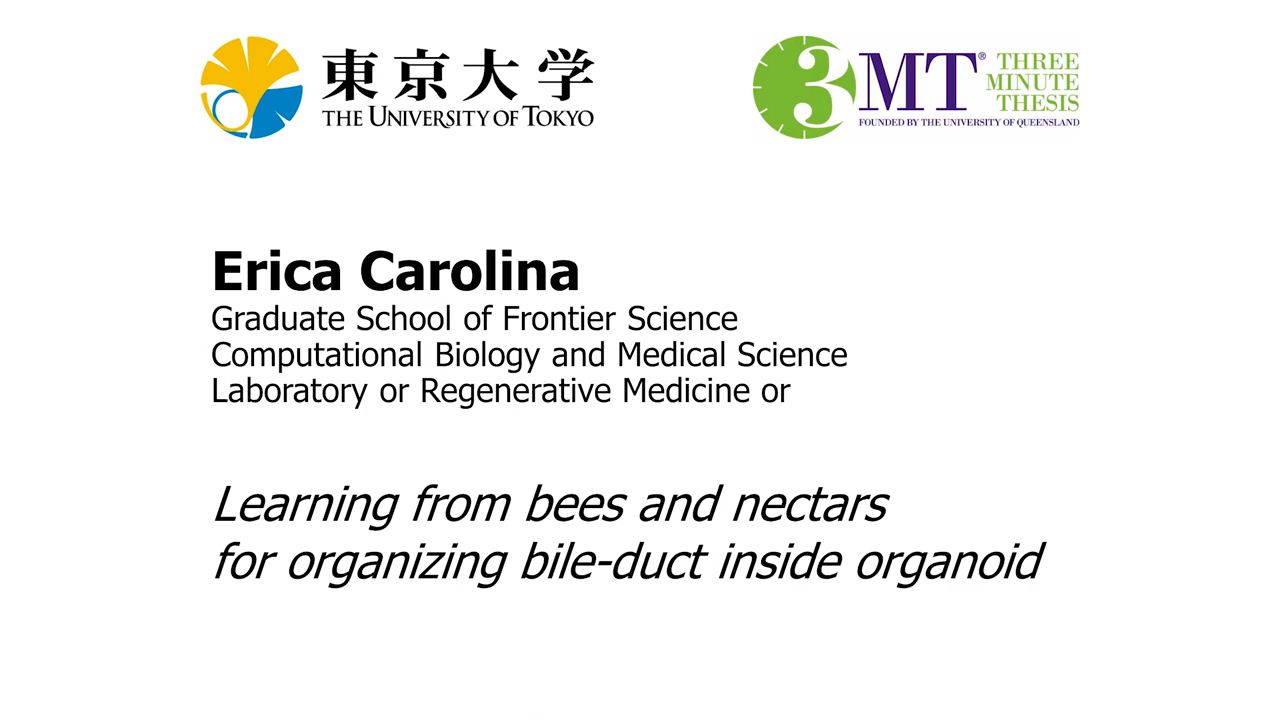 東京大学
THE UNIVERSITY OF TOKYO
3MT® THREE MINUTE THESIS
FOUNDED BY THE UNIVERSITY OF QUEENSLAND
Erica Carolina
Graduate School of Frontier Science
Computational Biology and Medical Science
Laboratory or Regenerative Medicine or
Learning from bees and nectars
for organizing bile-duct inside organoid